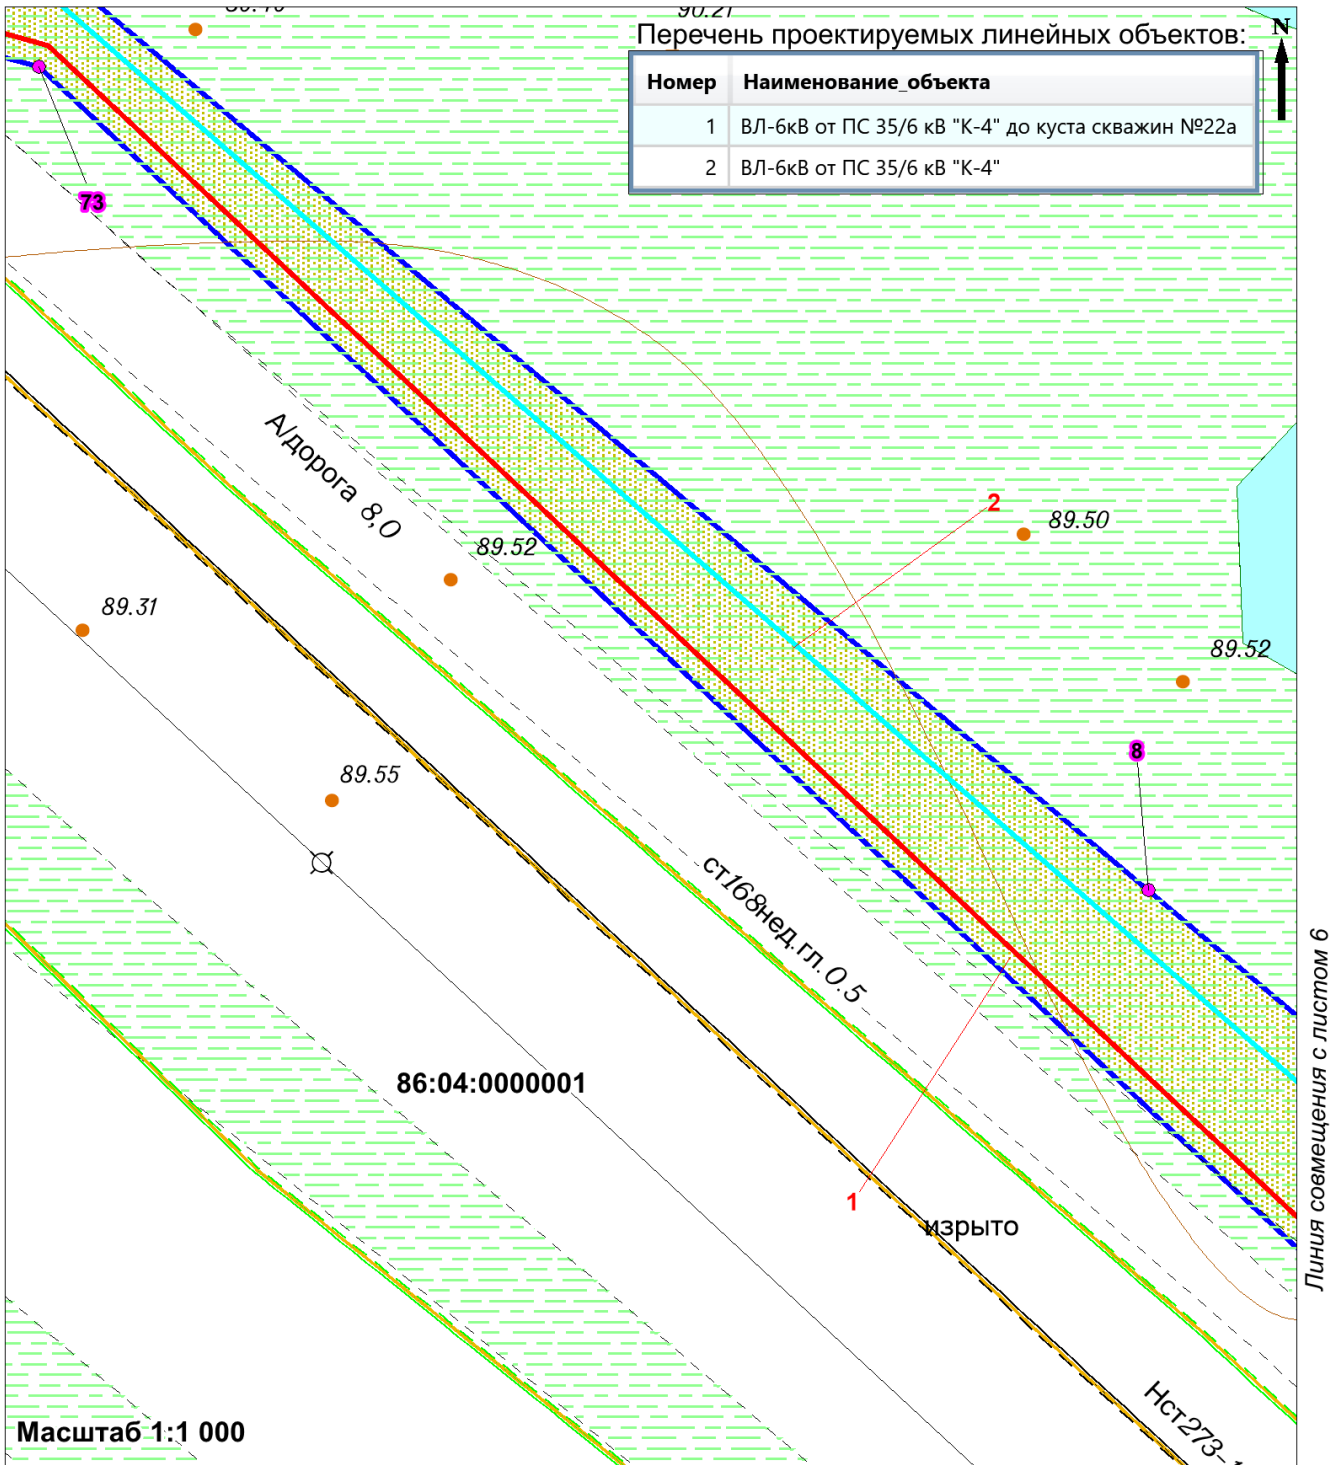 90.21
Перечень проектируемых линейных объектов:
N
Номер Наименование_объекта
1 ВЛ-6кВ от ПС 35/6 кВ "К-4" до куста скважин №22а
2 ВЛ-6кВ от ПС 35/6 кВ "К-4"
73
А/дорога 8,0
2
89.50
89.52
89.31
89.52
8
89.55
ст168нед.гл.0.5
Линия совмещения с листом 6
86:04:0000001
1
изрыто
Нст273-1
Масштаб 1:1 000